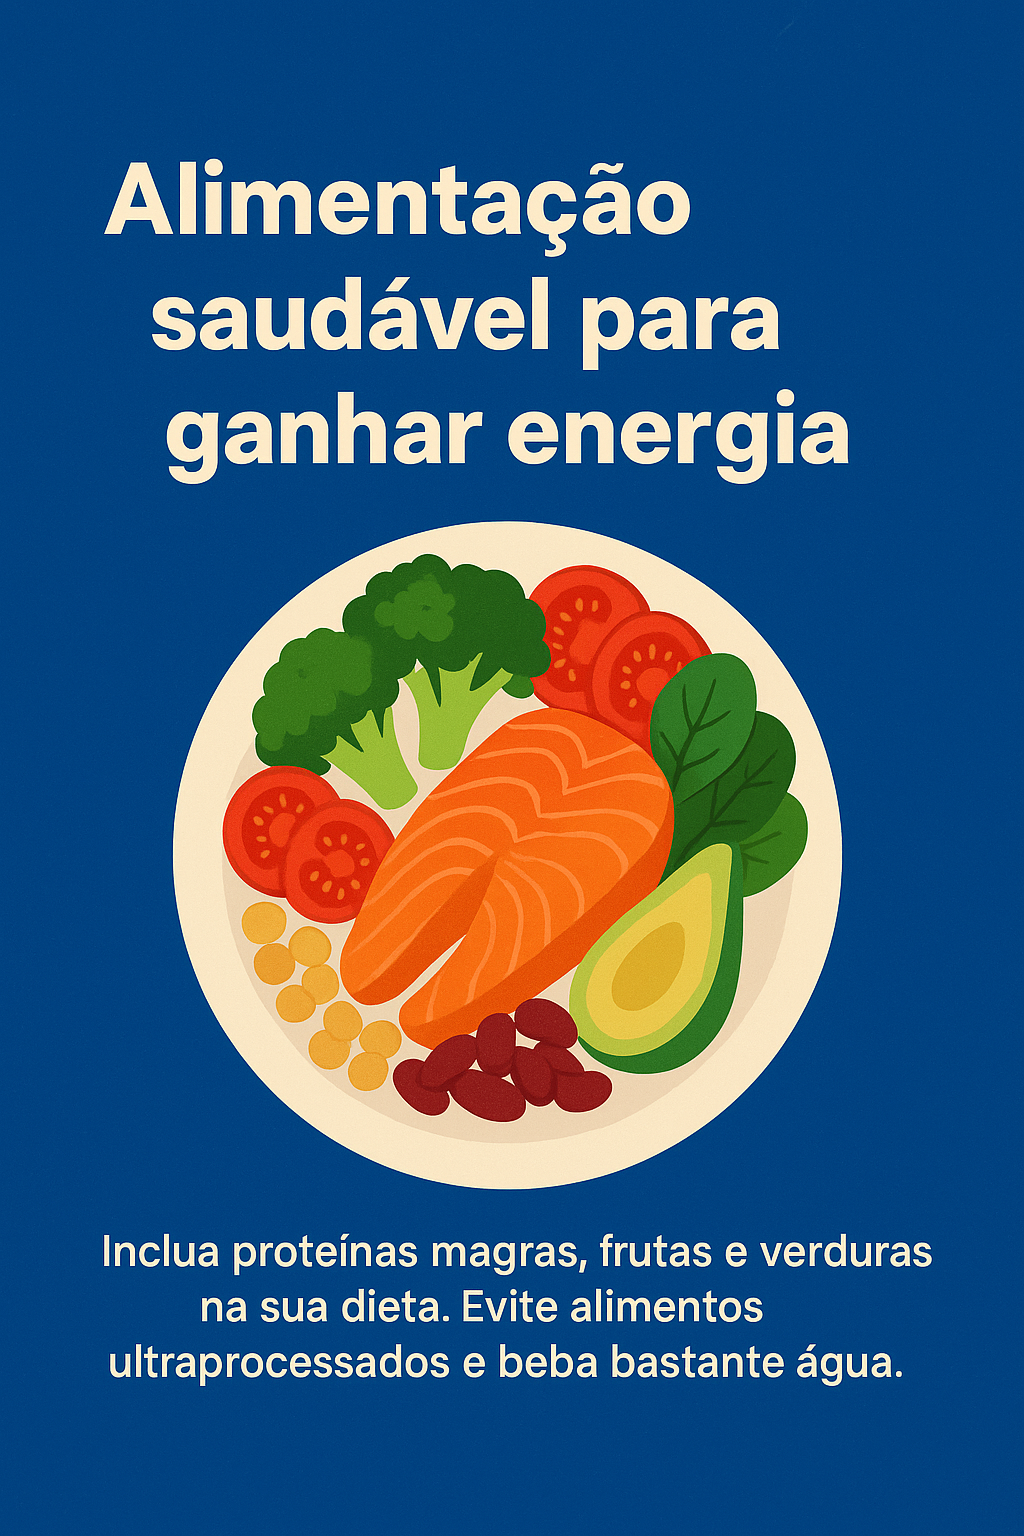 Alimentação
saudável para
ganhar energia
Inclua proteínas magras, frutas e verduras
na sua dieta. Evite alimentos
ultraprocessados e beba bastante água.